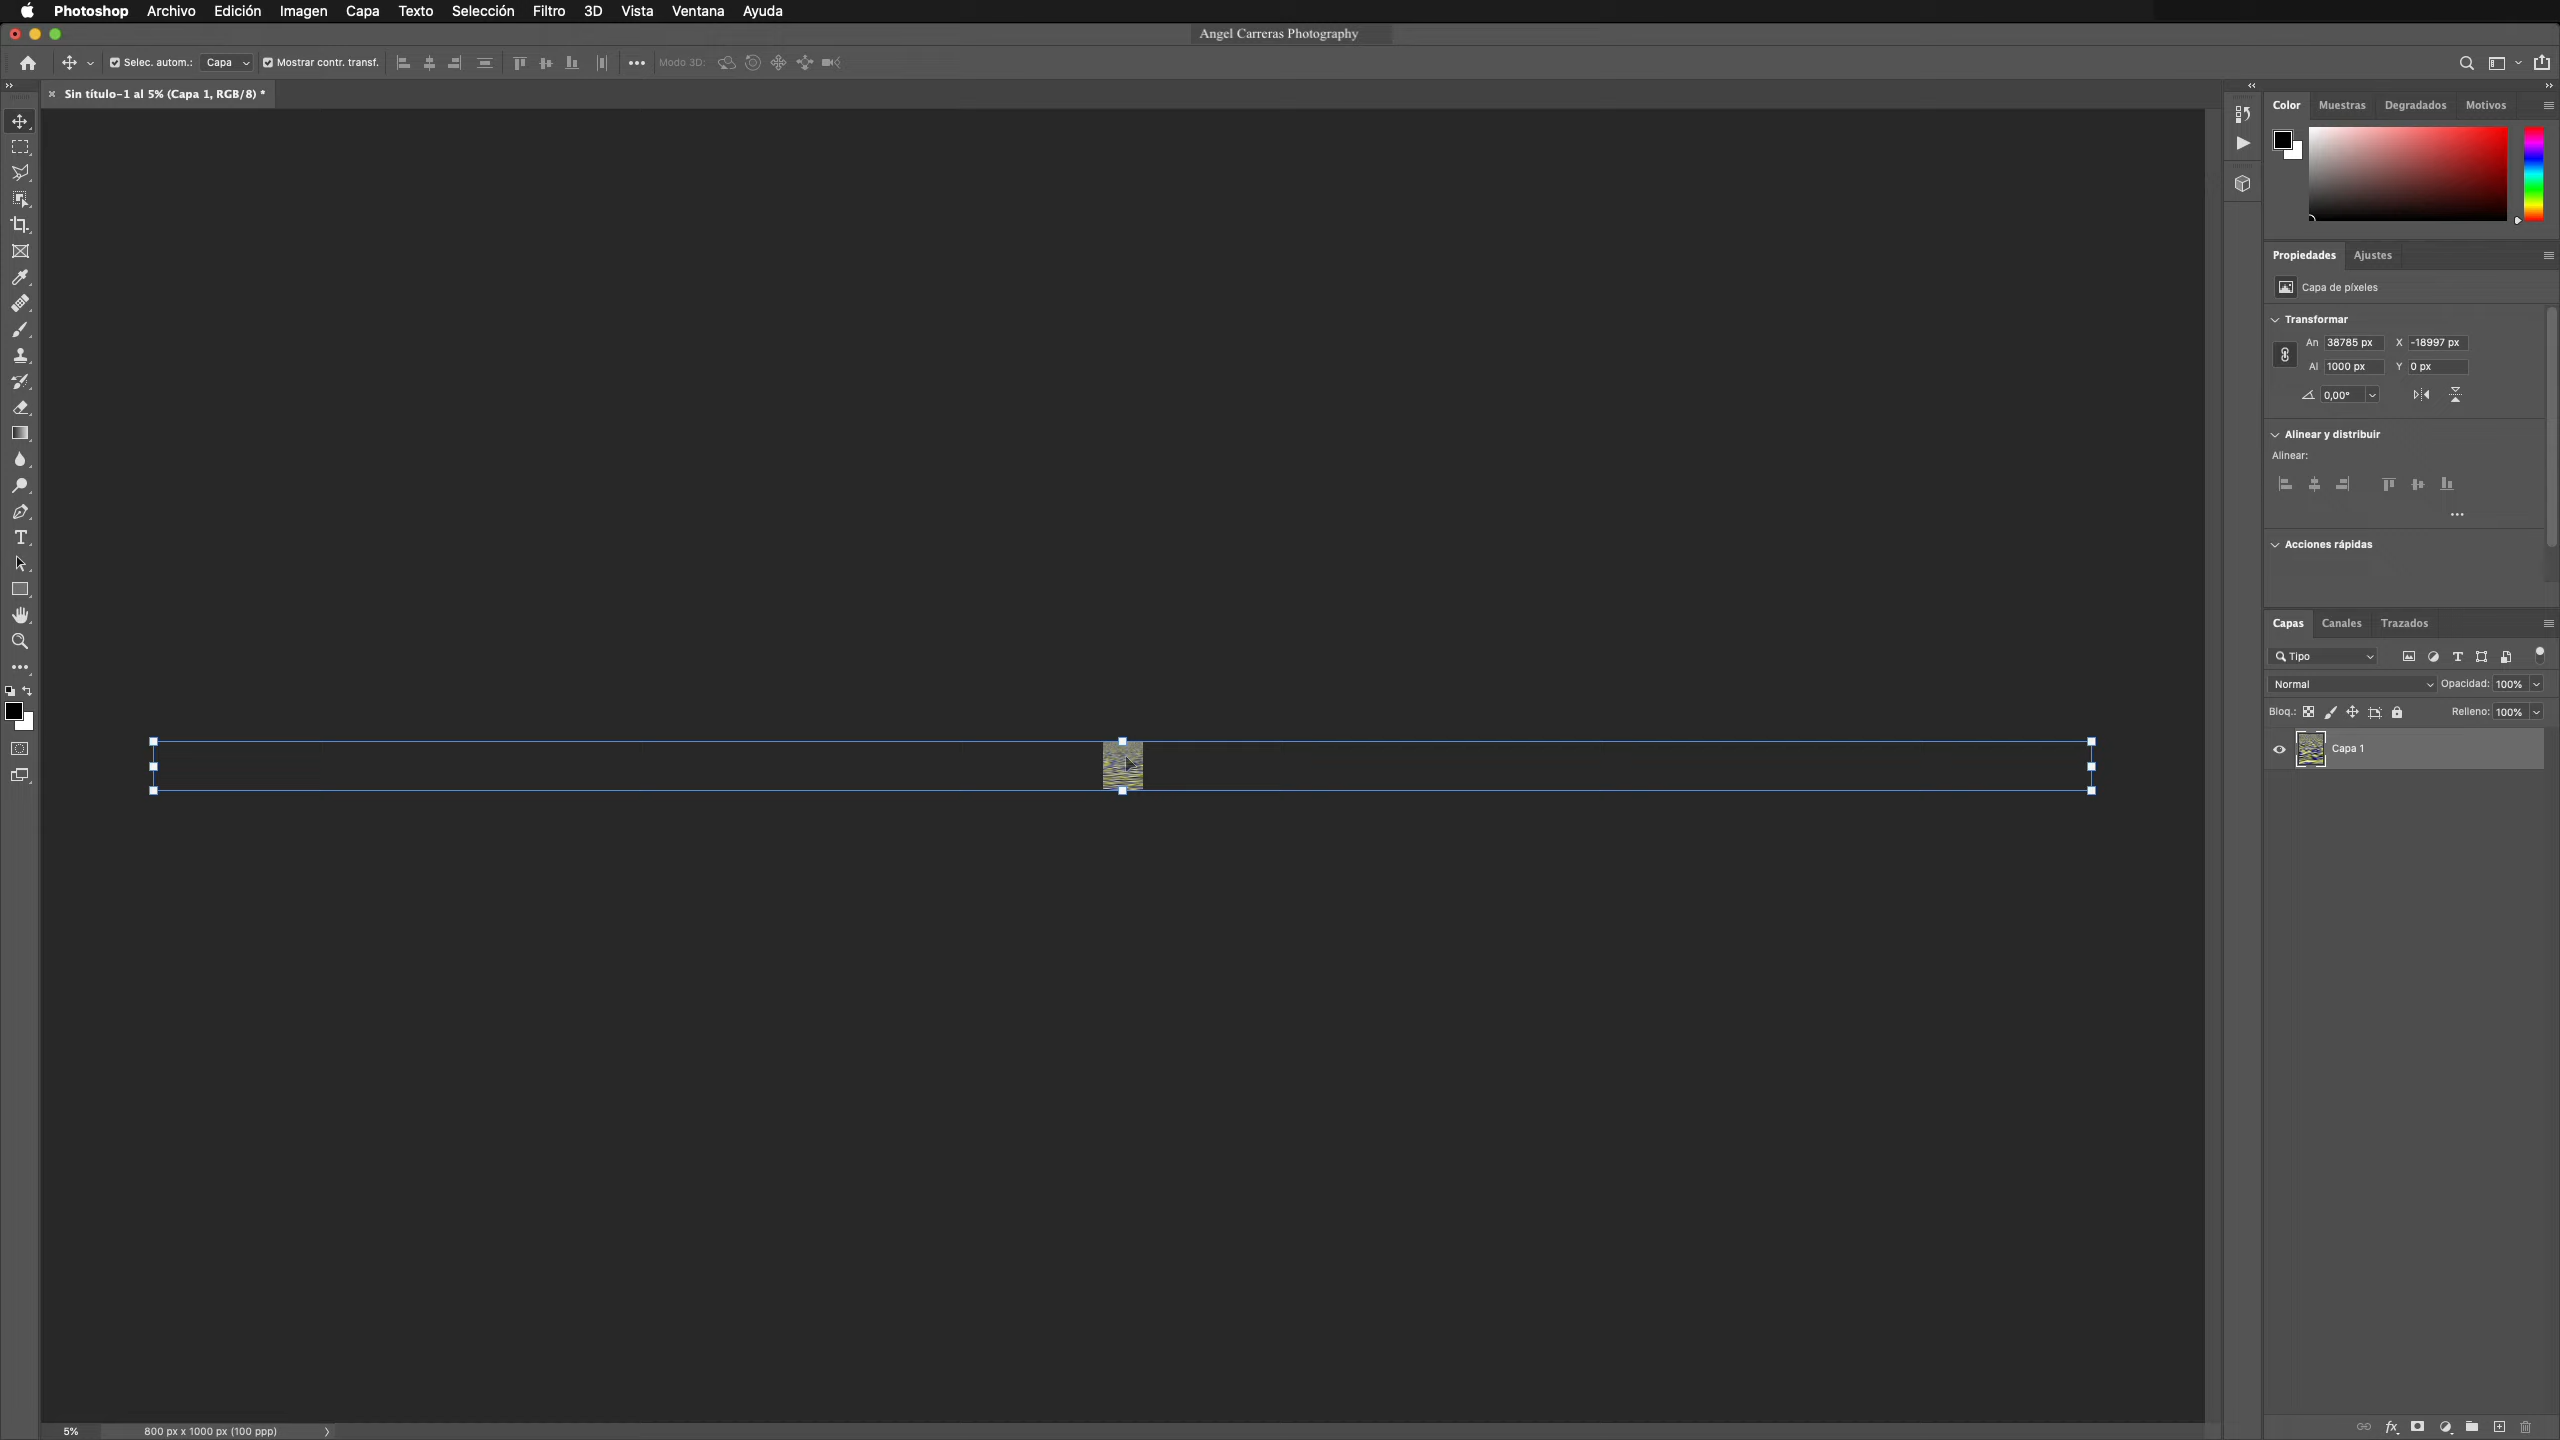 Photoshop Archivo Edición Imagen Capa Texto Selección Filtro 3D Vista Ventana Ayuda
Angel Carreras Photography
Selec. autom.: Capa Mostrar contr. transf. Modo 3D:
Sin título-1 al 5% (Capa 1, RGB/8) *
Color Muestras Degradados Motivos
Propiedades Ajustes
Capa de píxeles
Transformar
An 38785 px X -18997 px
Al 1000 px Y 0 px
0,00°
Alinear y distribuir
Alinear:
Acciones rápidas
Capas Canales Trazados
Tipo
Normal Opacidad: 100%
Bloq.: Relleno: 100%
Capa 1
5% 800 px x 1000 px (100 ppp)